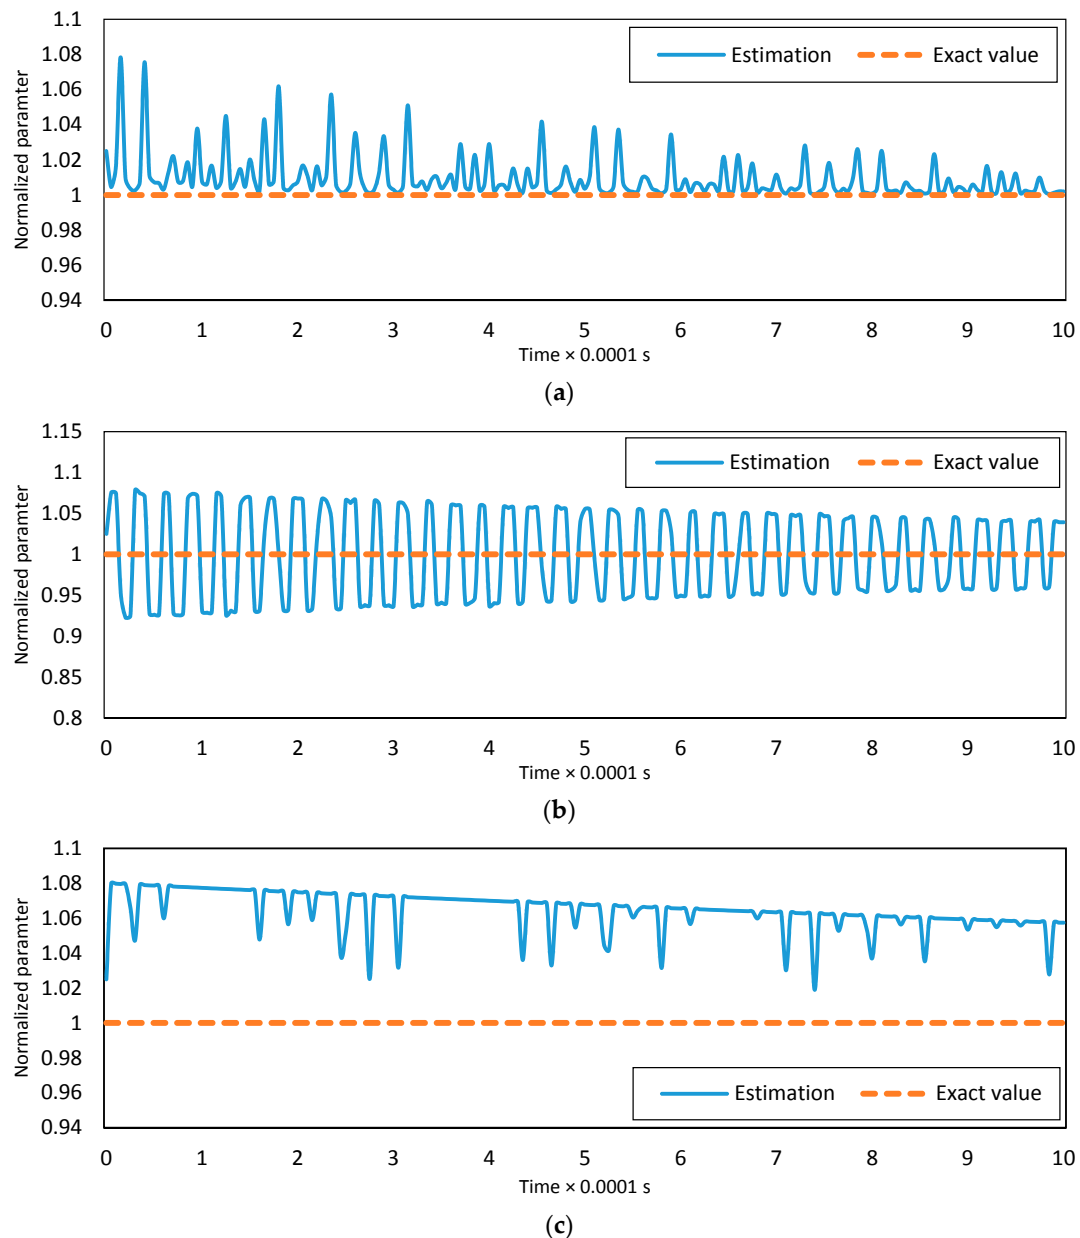 1.1
1.08
1.06
1.04
1.02
1
0.98
0.96
0.94
Normalized paramter
Estimation Exact value
0 1 2 3 4 5 6 7 8 9 10
Time × 0.0001 s
(a)
1.15
1.1
1.05
1
0.95
0.9
0.85
0.8
Normalized paramter
Estimation Exact value
0 1 2 3 4 5 6 7 8 9 10
Time × 0.0001 s
(b)
1.1
1.08
1.06
1.04
1.02
1
0.98
0.96
0.94
Normalized paramter
Estimation Exact value
0 1 2 3 4 5 6 7 8 9 10
Time × 0.0001 s
(c)